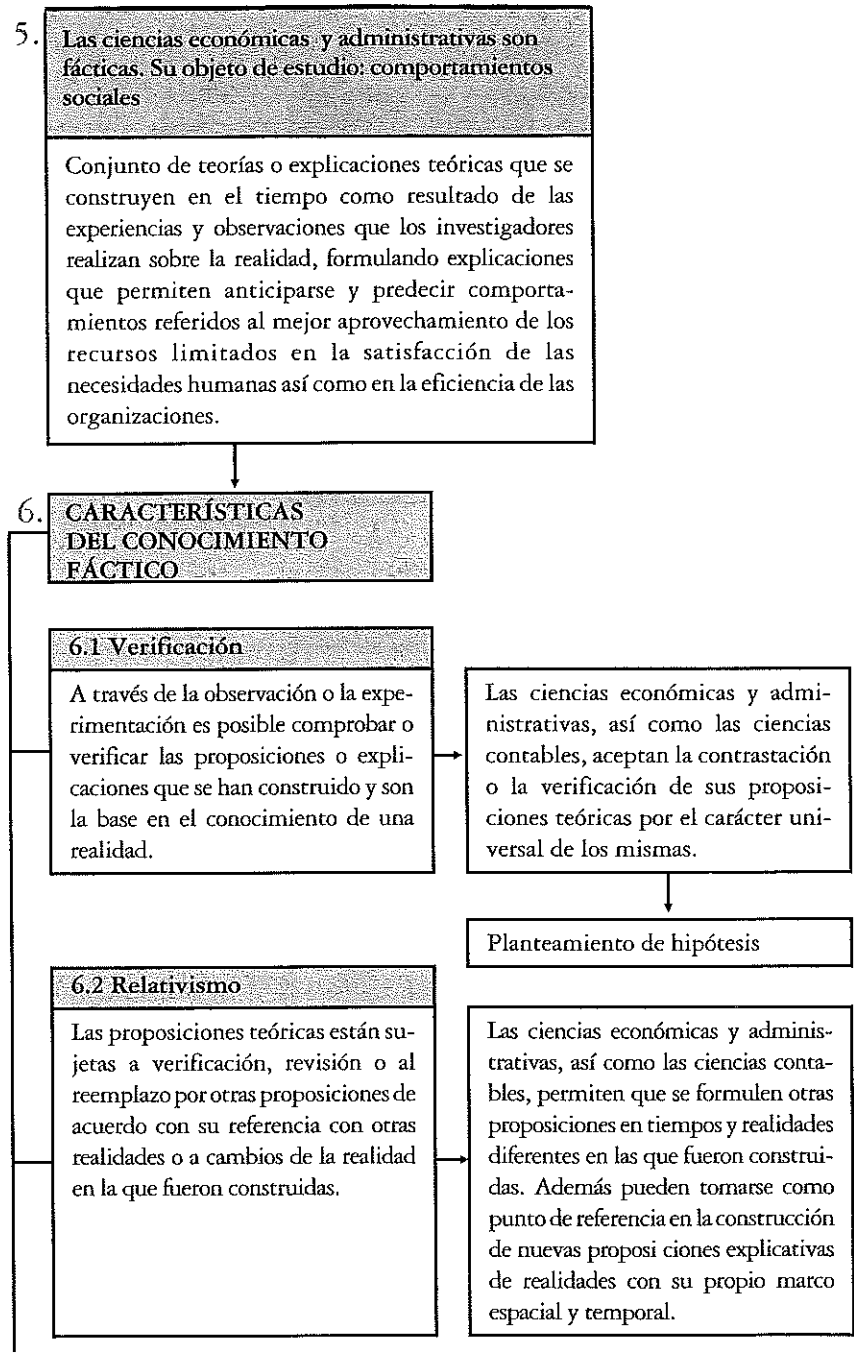 5.
Las ciencias económicas y administrativas son
fácticas. Su objeto de estudio: comportamientos
sociales
Conjunto de teorías o explicaciones teóricas que se
construyen en el tiempo como resultado de las
experiencias y observaciones que los investigadores
realizan sobre la realidad, formulando explicaciones
que permiten anticiparse y predecir comporta-
mientos referidos al mejor aprovechamiento de los
recursos limitados en la satisfacción de las
necesidades humanas así como en la eficiencia de las
organizaciones.
6.
CARACTERÍSTICAS
DEL CONOCIMIENTO
FÁCTICO
6.1 Verificación
A través de la observación o la expe-
rimentación es posible comprobar o
verificar las proposiciones o expli-
caciones que se han construido y son
la base en el conocimiento de una
realidad.
Las ciencias económicas y admi-
nistrativas, así como las ciencias
contables, aceptan la contrastación
o la verificación de sus proposi-
ciones teóricas por el carácter uni-
versal de los mismas.
Planteamiento de hipótesis
6.2 Relativismo
Las proposiciones teóricas están su-
jetas a verificación, revisión o al
reemplazo por otras proposiciones de
acuerdo con su referencia con otras
realidades o a cambios de la realidad
en la que fueron construidas.
Las ciencias económicas y adminis-
trativas, así como las ciencias conta-
bles, permiten que se formulen otras
proposiciones en tiempos y realidades
diferentes en las que fueron construi-
das. Además pueden tomarse como
punto de referencia en la construcción
de nuevas proposi ciones explicativas
de realidades con su propio marco
espacial y temporal.